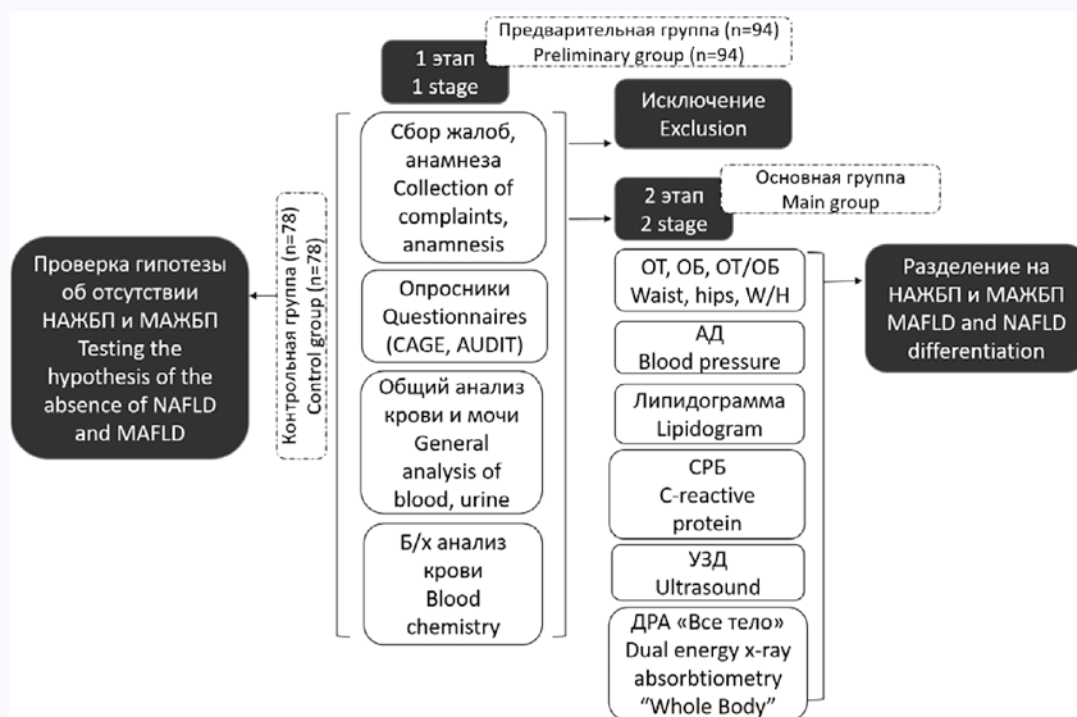 Предварительная группа (n=94)
Preliminary group (n=94)
1 этап
1 stage
Сбор жалоб,
анамнеза
Collection of
complaints,
anamnesis
Опросники
Questionnaires
(CAGE, AUDIT)
Общий анализ
крови и мочи
General
analysis of
blood, urine
Б/х анализ
крови
Blood
chemistry
Контрольная группа (n=78)
Control group (n=78)
Проверка гипотезы
об отсутствии
НАЖБП и МАЖБП
Testing the
hypothesis of the
absence of NAFLD
and MAFLD
Исключение
Exclusion
Основная группа
Main group
2 этап
2 stage
ОТ, ОБ, ОТ/ОБ
Waist, hips, W/H
АД
Blood pressure
Липидограмма
Lipidogram
СРБ
C-reactive
protein
УЗД
Ultrasound
ДРА «Все тело»
Dual energy x-ray
absorbtiometry
“Whole Body”
Разделение на
НАЖБП и МАЖБП
MAFLD and NAFLD
differentiation